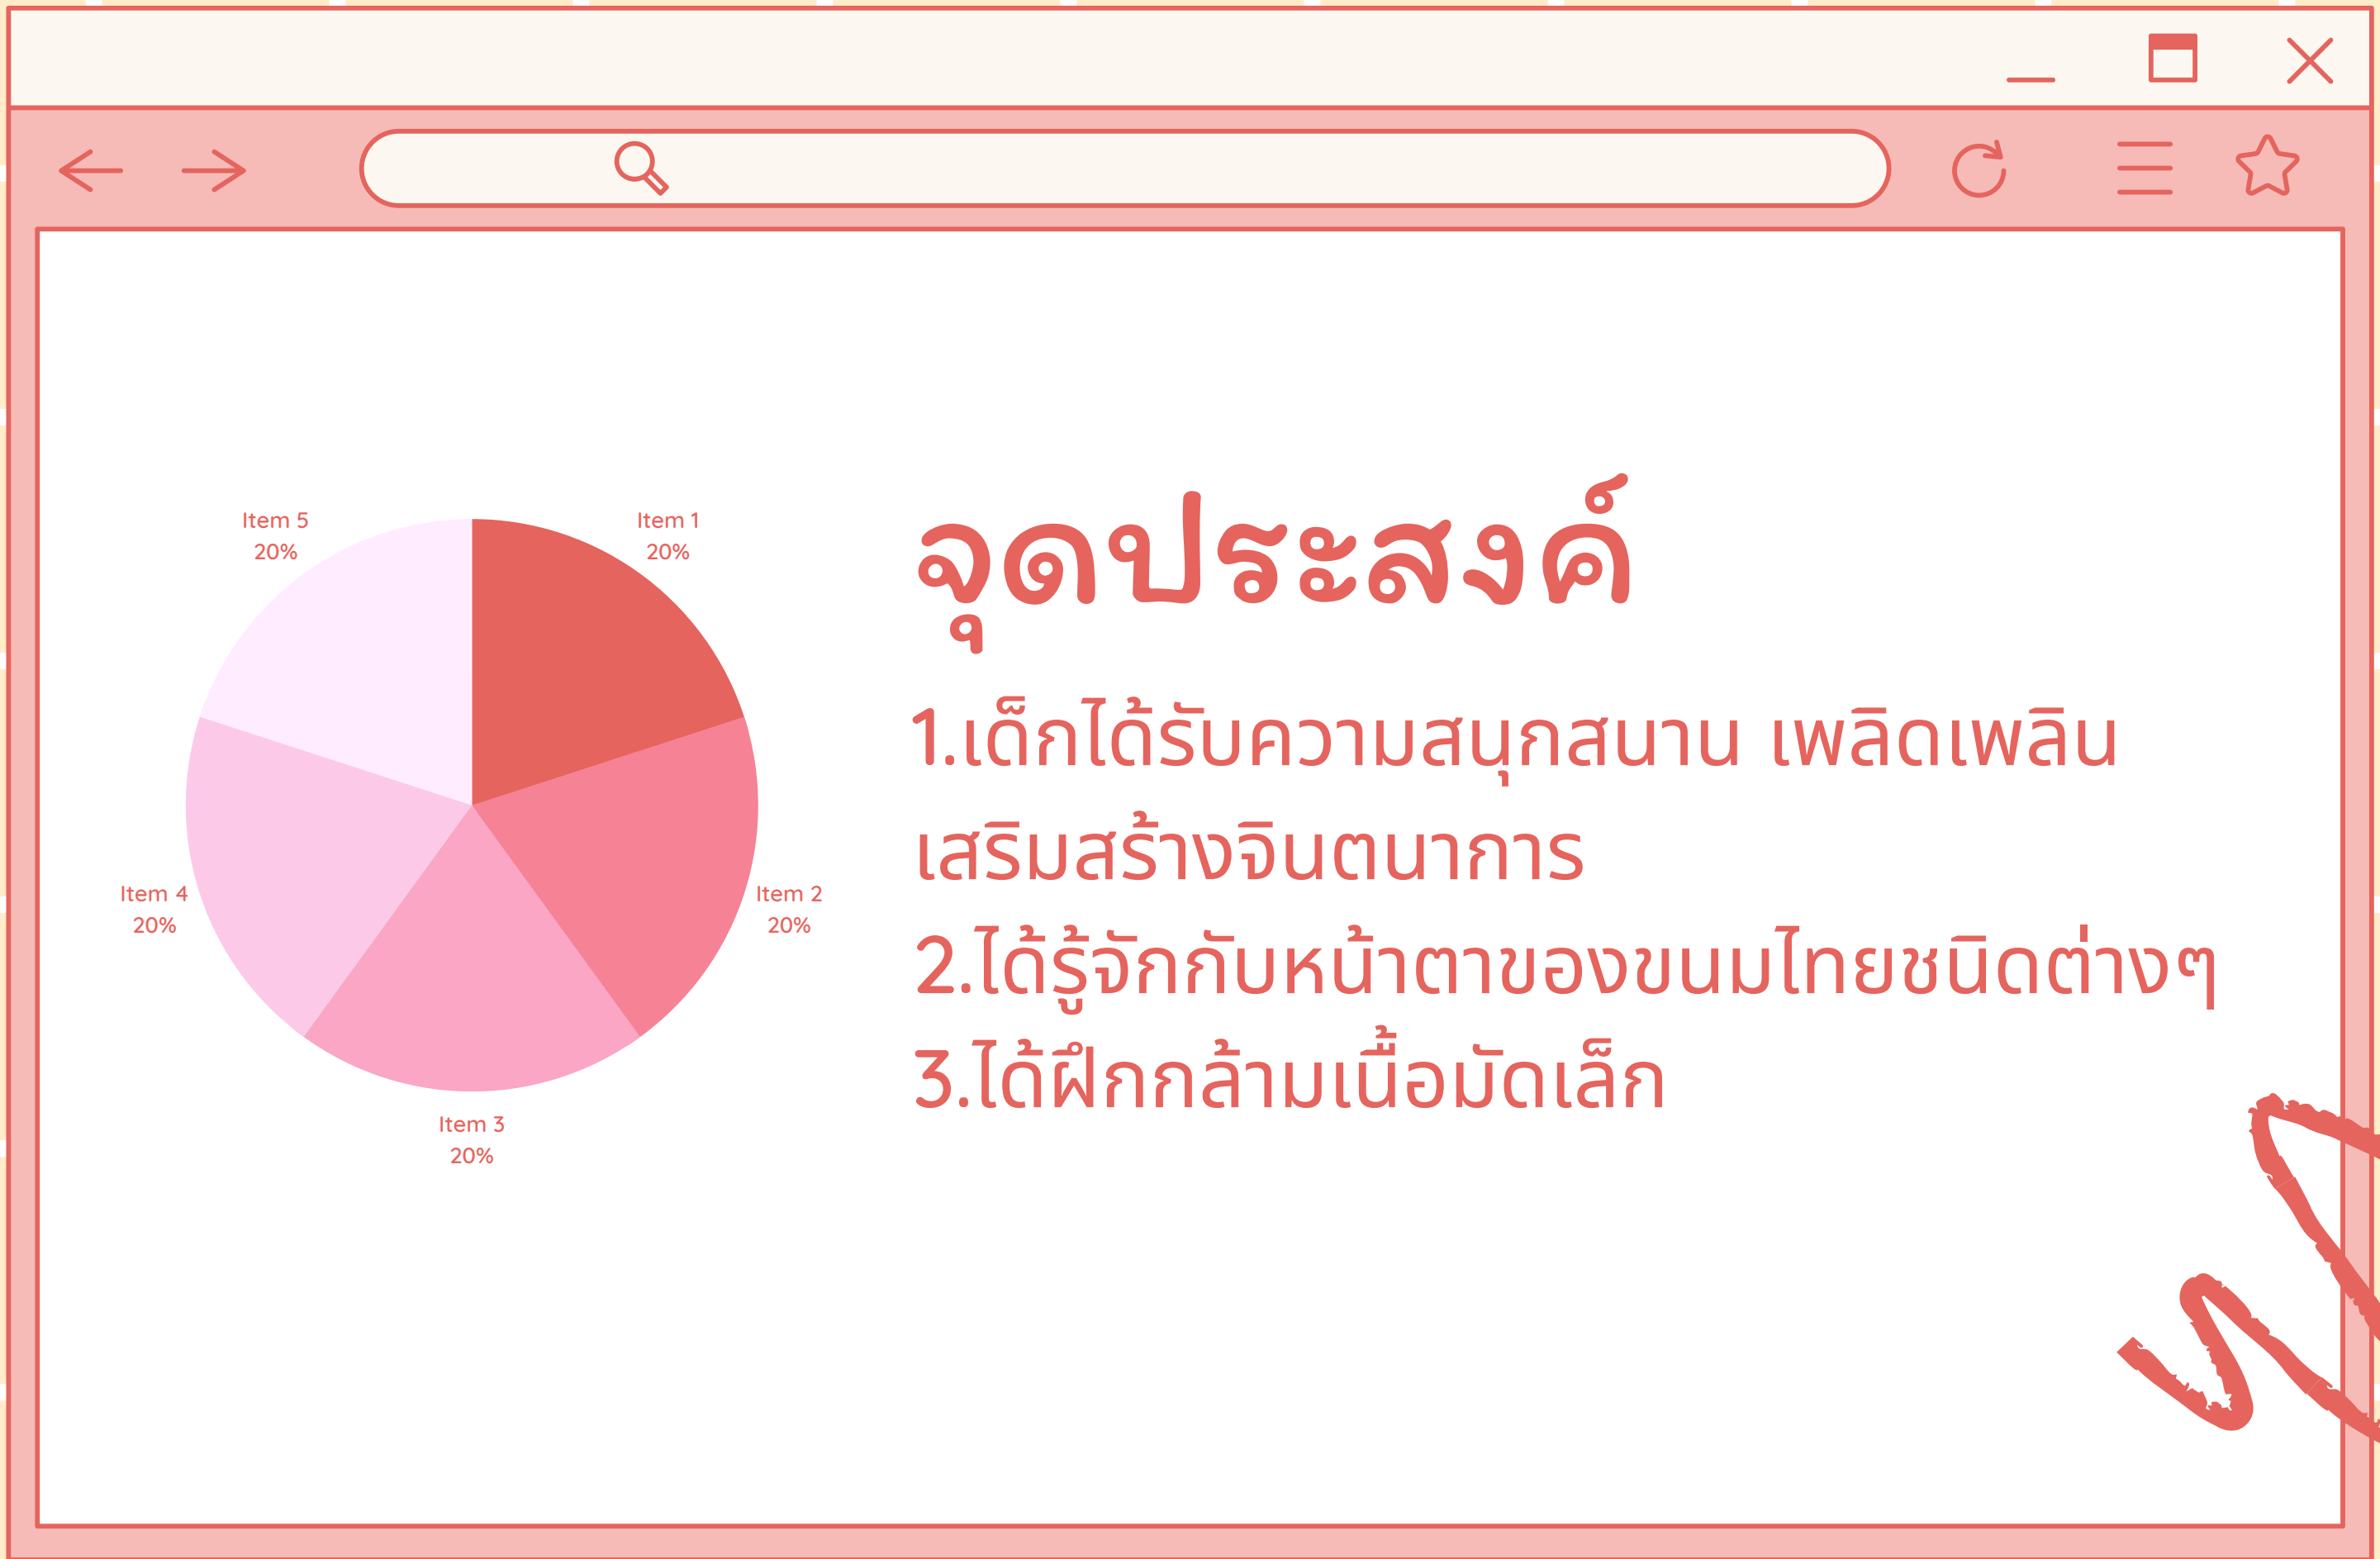 Item 5
20%
Item 1
20%
Item 4
20%
Item 2
20%
Item 3
20%
จุดประสงค์
1.เด็กได้รับความสนุกสนาน เพลิดเพลิน
เสริมสร้างจินตนาการ
2.ได้รู้จักกับหน้าตาของขนมไทยชนิดต่างๆ
3.ได้ฝึกกล้ามเนื้อมัดเล็ก